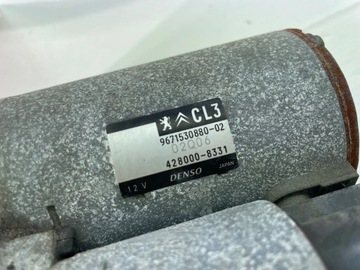 CL3
9671530880-02
02Q06
428000-8331
12V DENSO JAPAN